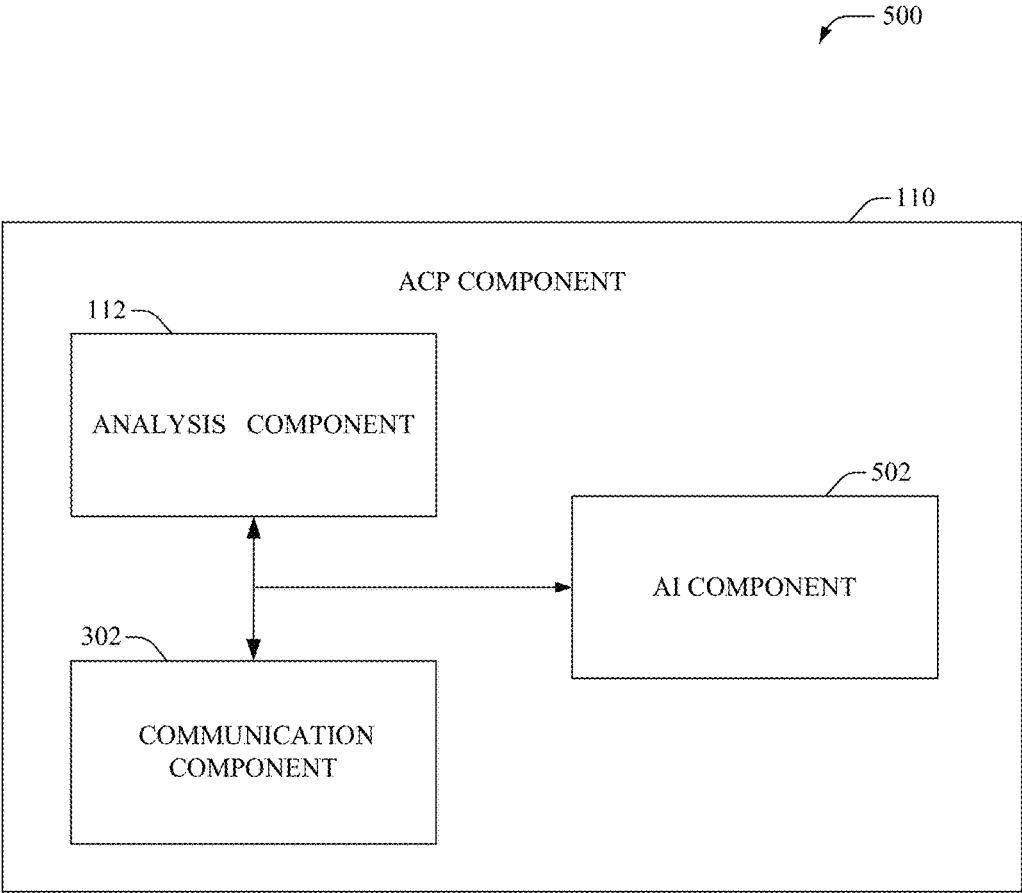 500
110
ACP COMPONENT
112
ANALYSIS COMPONENT
502
AI COMPONENT
302
COMMUNICATION
COMPONENT